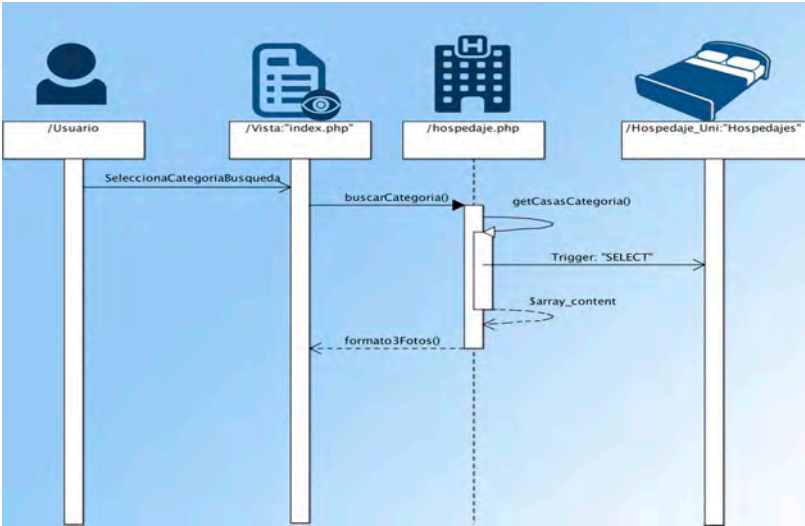 H
/Usuario
/Vista:"index.php"
/hospedaje.php
/Hospedaje_Uni:"Hospedajes"
SeleccionaCategoriaBusqueda
buscarCategoria()
getCasasCategoria()
Trigger: "SELECT"
$array_content
formato3Fotos()